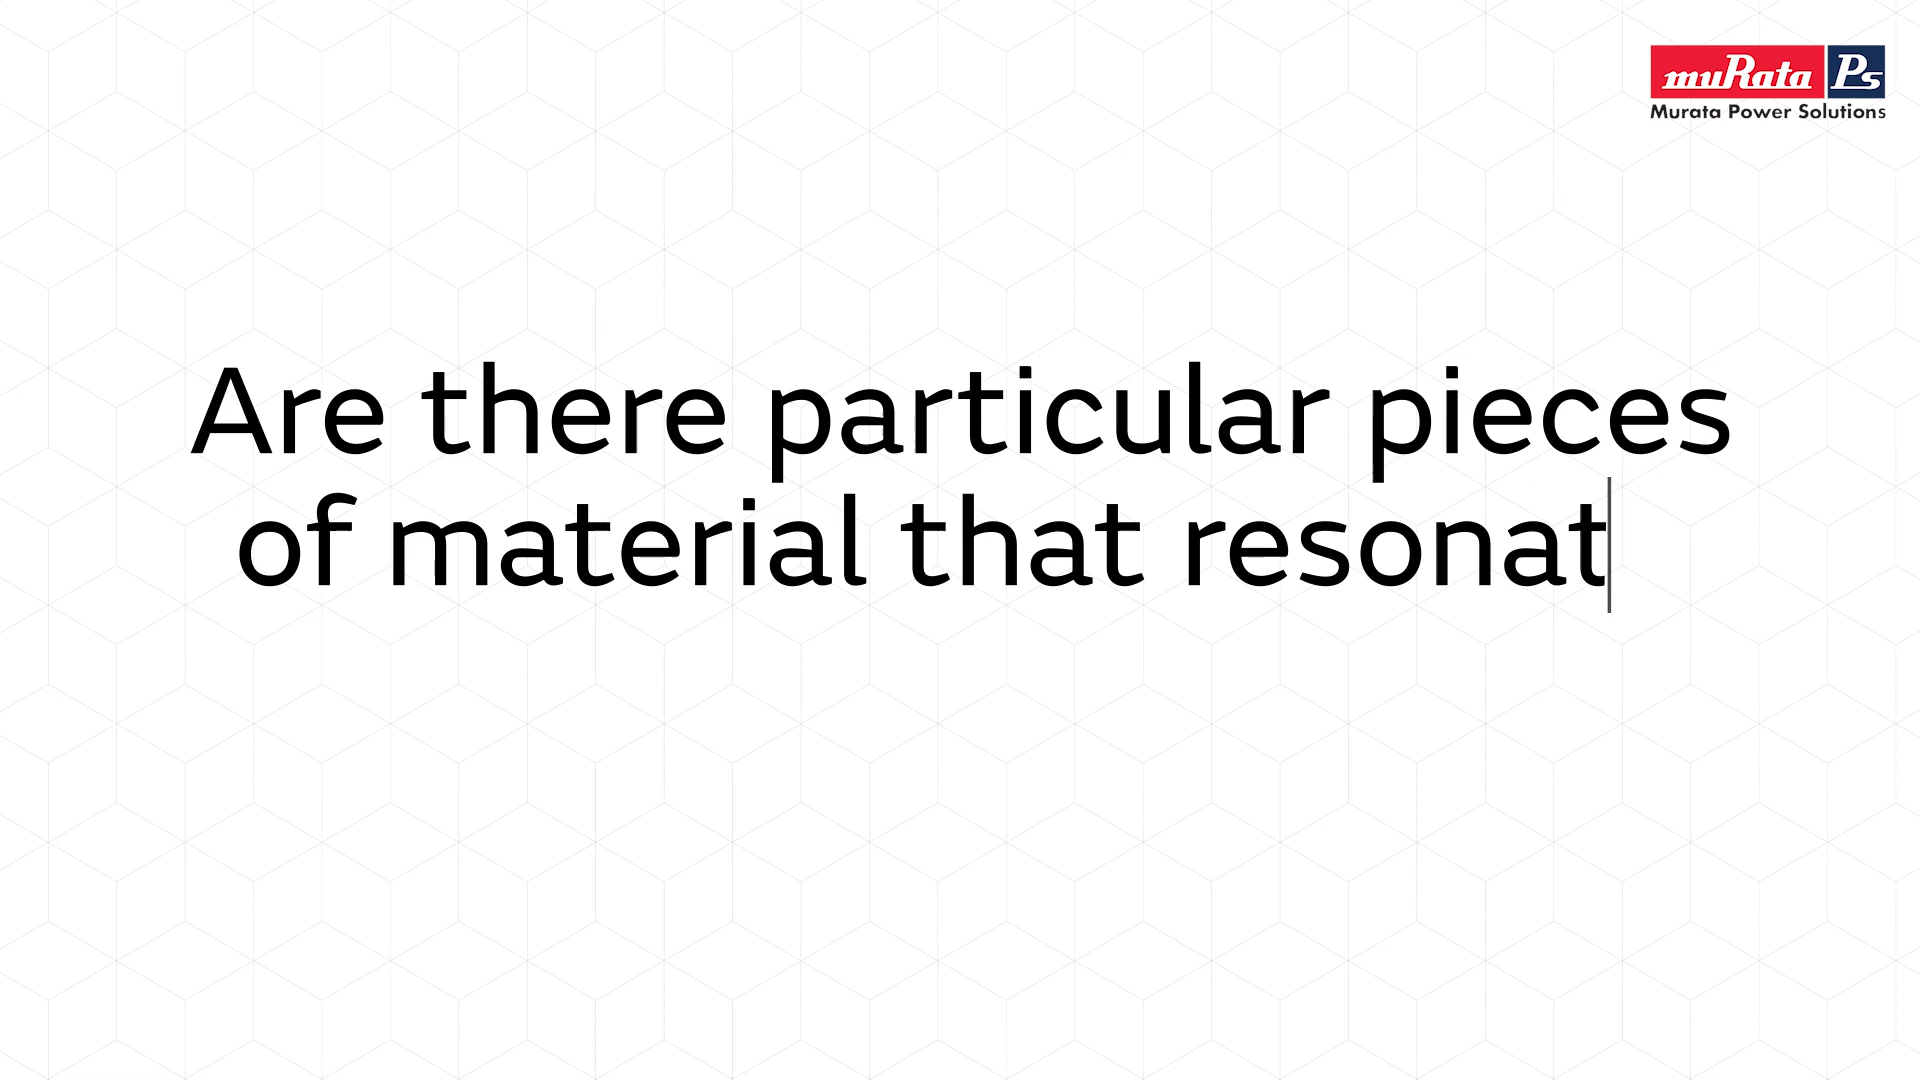 muRata Ps
Murata Power Solutions
Are there particular pieces
of material that resonat